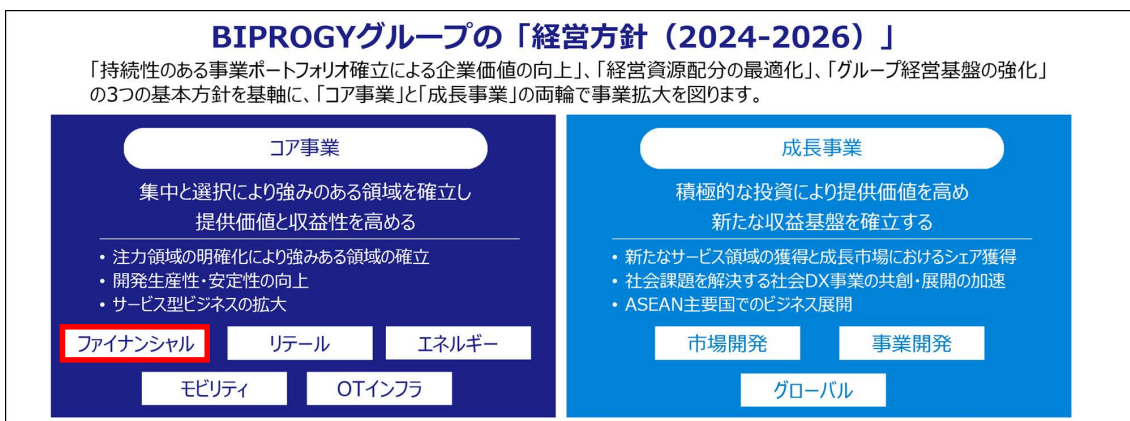 BIPROGYグループの「経営方針（2024-2026）」
「持続性のある事業ポートフォリオ確立による企業価値の向上」、「経営資源配分の最適化」、「グループ経営基盤の強化」
の3つの基本方針を基軸に、「コア事業」と「成長事業」の両輪で事業拡大を図ります。
コア事業
集中と選択により強みのある領域を確立し
提供価値と収益性を高める
• 注力領域の明確化により強みある領域の確立
• 開発生産性・安定性の向上
• サービス型ビジネスの拡大
ファイナンシャル
リテール
エネルギー
モビリティ
OTインフラ
成長事業
積極的な投資により提供価値を高め
新たな収益基盤を確立する
• 新たなサービス領域の獲得と成長市場におけるシェア獲得
• 社会課題を解決する社会DX事業の共創・展開の加速
• ASEAN主要国でのビジネス展開
市場開発
事業開発
グローバル